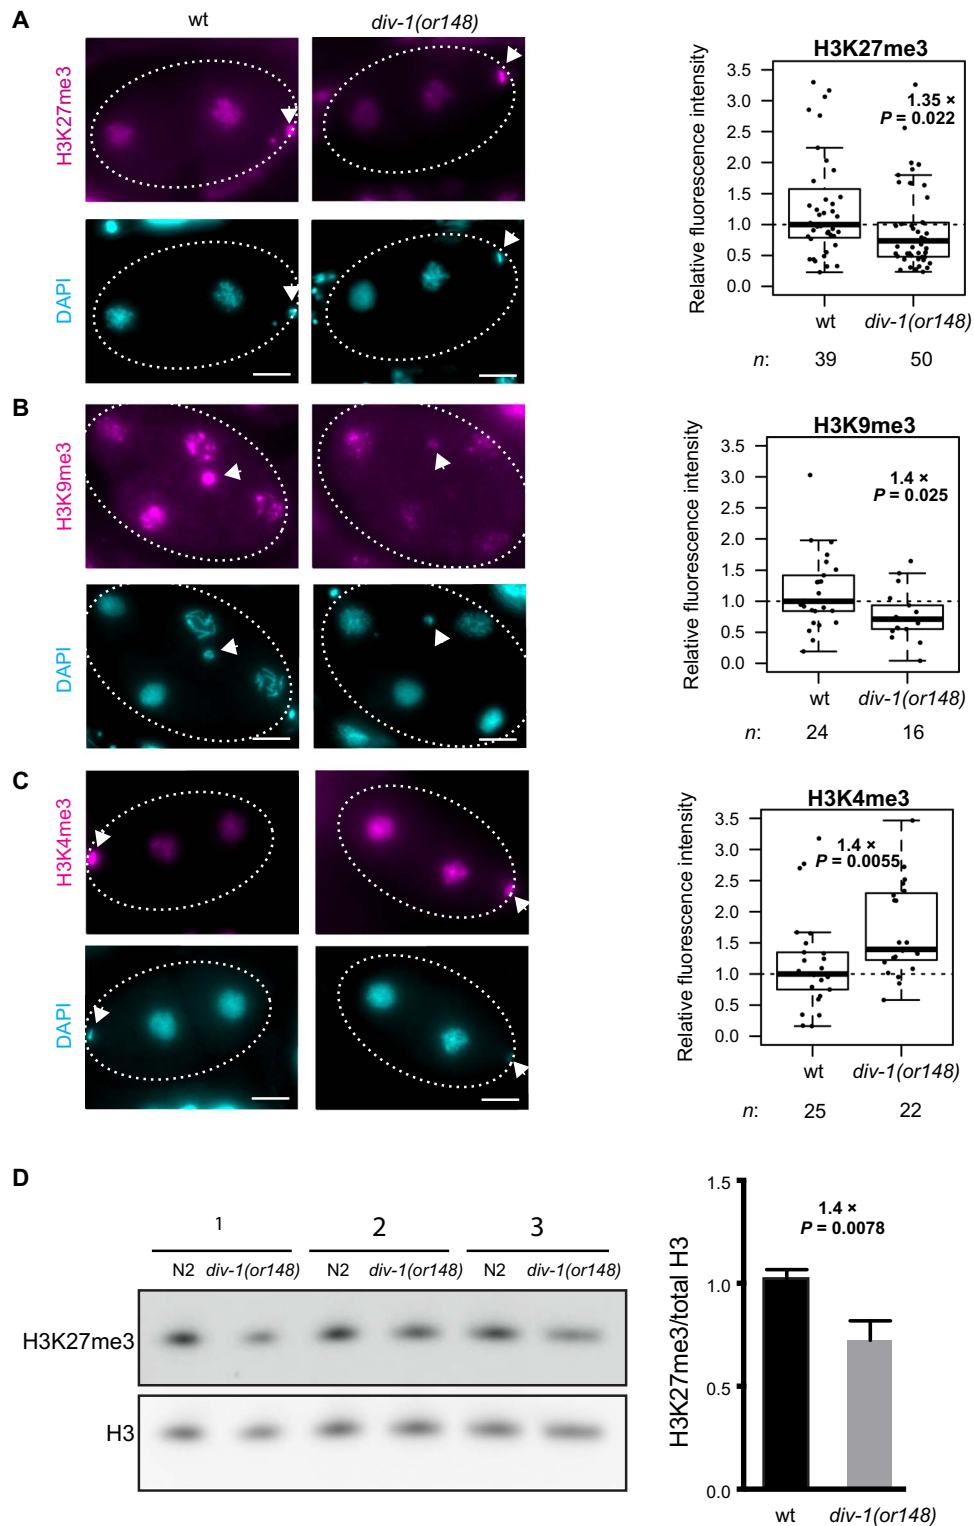 A
wt
div-1(or148)
H3K27me3
DAPI
H3K27me3
Relative fluorescence intensity
3.5
3.0
2.5
2.0
1.5
1.0
0.5
0.0
1.35 ×
P = 0.022
wt
div-1(or148)
n:
39
50
B
H3K9me3
DAPI
H3K9me3
Relative fluorescence intensity
3.5
3.0
2.5
2.0
1.5
1.0
0.5
0.0
1.4 ×
P = 0.025
wt
div-1(or148)
n:
24
16
C
H3K4me3
DAPI
H3K4me3
Relative fluorescence intensity
3.5
3.0
2.5
2.0
1.5
1.0
0.5
0.0
1.4 ×
P = 0.0055
wt
div-1(or148)
n:
25
22
D
1
2
3
N2 div-1(or148) N2 div-1(or148) N2 div-1(or148)
H3K27me3
H3
H3K27me3/total H3
1.5
1.0
0.5
0.0
1.4 ×
P = 0.0078
wt
div-1(or148)